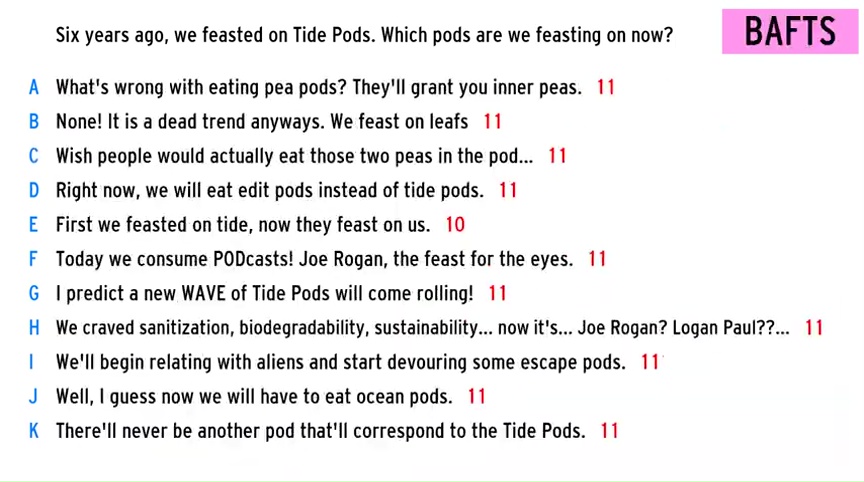 BAFTS
Six years ago, we feasted on Tide Pods. Which pods are we feasting on now?
A What's wrong with eating pea pods? They'll grant you inner peas. 11
B None! It is a dead trend anyways. We feast on leafs 11
C Wish people would actually eat those two peas in the pod... 11
D Right now, we will eat edit pods instead of tide pods. 11
E First we feasted on tide, now they feast on us. 10
F Today we consume PODcasts! Joe Rogan, the feast for the eyes. 11
G I predict a new WAVE of Tide Pods will come rolling! 11
H We craved sanitization, biodegradability, sustainability... now it's... Joe Rogan? Logan Paul??... 11
I We'll begin relating with aliens and start devouring some escape pods. 11
J Well, I guess now we will have to eat ocean pods. 11
K There'll never be another pod that'll correspond to the Tide Pods. 11